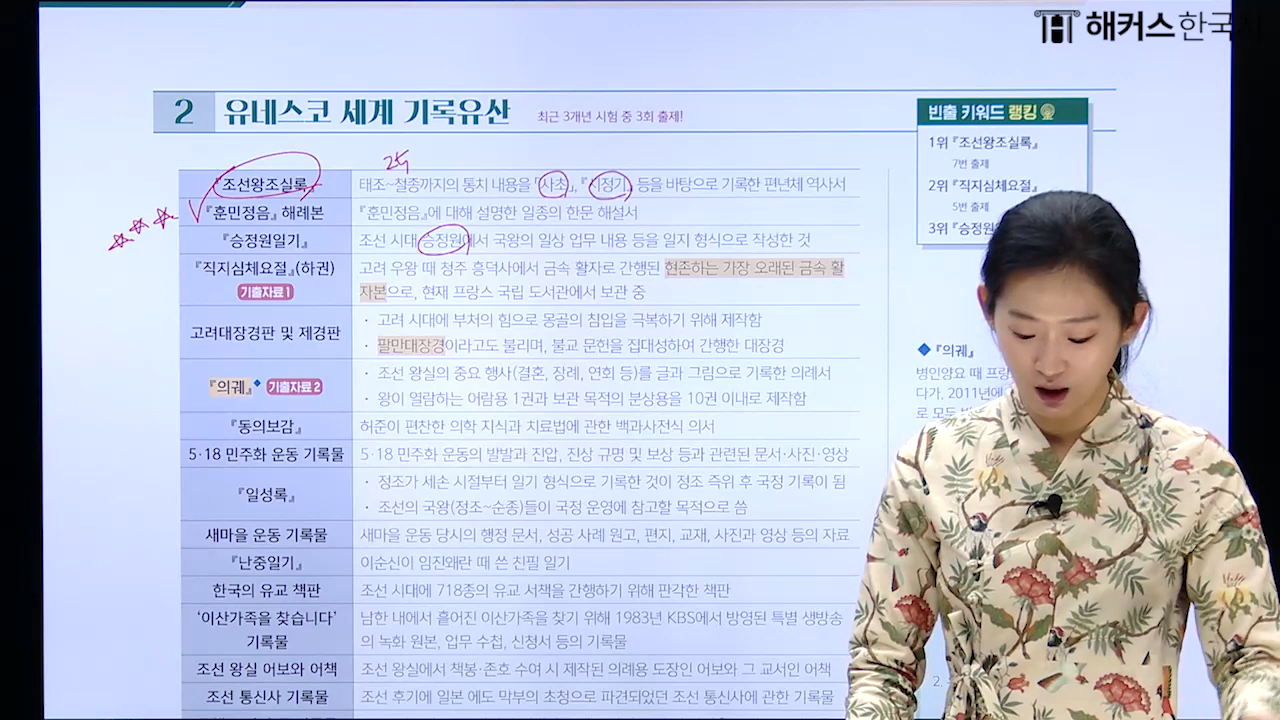 해커스한국사
2 유네스코 세계 기록유산 최근 3개년 시험 중 3회 출제!
빈출 키워드 랭킹
1위 『조선왕조실록』
7번 출제
2위 『직지심체요절』
5번 출제
3위 『승정원
『조선왕조실록』 태조~철종까지의 통치 내용을 『사초』, 『시정기』 등을 바탕으로 기록한 편년체 역사서
『훈민정음』 해례본 『훈민정음』에 대해 설명한 일종의 한문 해설서
『승정원일기』 조선 시대 승정원에서 국왕의 일상 업무 내용 등을 일지 형식으로 작성한 것
『직지심체요절』(하권) 고려 우왕 때 청주 흥덕사에서 금속 활자로 간행된 현존하는 가장 오래된 금속 활
기출자료 1 자본으로, 현재 프랑스 국립 도서관에서 보관 중
고려대장경판 및 제경판
· 고려 시대에 부처의 힘으로 몽골의 침입을 극복하기 위해 제작함
· 팔만대장경이라고도 불리며, 불교 문헌을 집대성하여 간행한 대장경
『의궤』 기출자료 2
· 조선 왕실의 중요 행사(결혼, 장례, 연회 등)를 글과 그림으로 기록한 의례서
· 왕이 열람하는 어람용 1권과 보관 목적의 분상용을 10권 이내로 제작함
『동의보감』 허준이 편찬한 의학 지식과 치료법에 관한 백과사전식 의서
5·18 민주화 운동 기록물 5·18 민주화 운동의 발발과 진압, 진상 규명 및 보상 등과 관련된 문서·사진·영상
『일성록』
· 정조가 세손 시절부터 일기 형식으로 기록한 것이 정조 즉위 후 국정 기록이 됨
· 조선의 국왕(정조~순종)들이 국정 운영에 참고할 목적으로 씀
새마을 운동 기록물 새마을 운동 당시의 행정 문서, 성공 사례 원고, 편지, 교재, 사진과 영상 등의 자료
『난중일기』 이순신이 임진왜란 때 쓴 친필 일기
한국의 유교 책판 조선 시대에 718종의 유교 서책을 간행하기 위해 판각한 책판
'이산가족을 찾습니다' 남한 내에서 흩어진 이산가족을 찾기 위해 1983년 KBS에서 방영된 특별 생방송
기록물 의 녹화 원본, 업무 수첩, 신청서 등의 기록물
조선 왕실 어보와 어책 조선 왕실에서 책봉·존호 수여 시 제작된 의례용 도장인 어보와 그 교서인 어책
조선 통신사 기록물 조선 후기에 일본 에도 막부의 초청으로 파견되었던 조선 통신사에 관한 기록물
◆ 『의궤』
병인양요 때 프랑
다가, 2011년에
로 모두